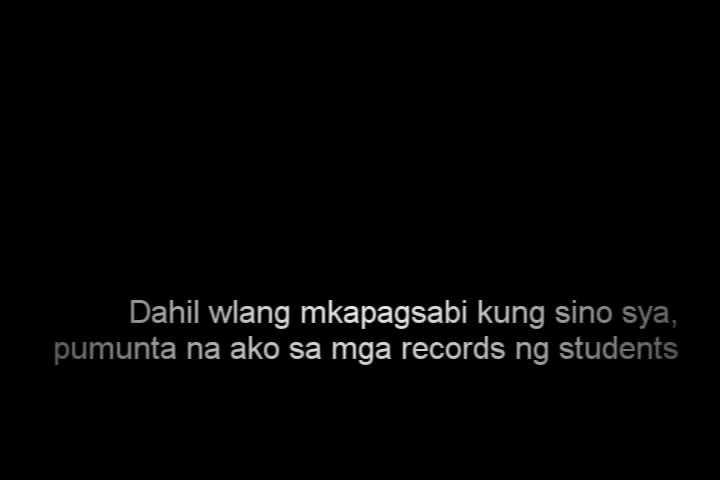 Dahil wlang mkapagsabi kung sino sya,
pumunta na ako sa mga records ng students